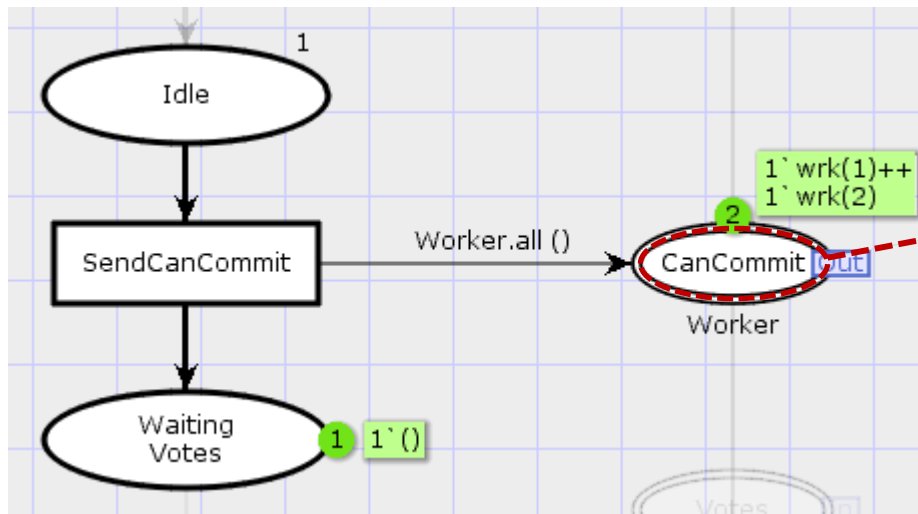 1
Idle
1`wrk(1)++
1`wrk(2)
2
Worker.all ()
SendCanCommit
CanCommit
Out
Worker
Waiting
Votes
1
1`()
Votes
In